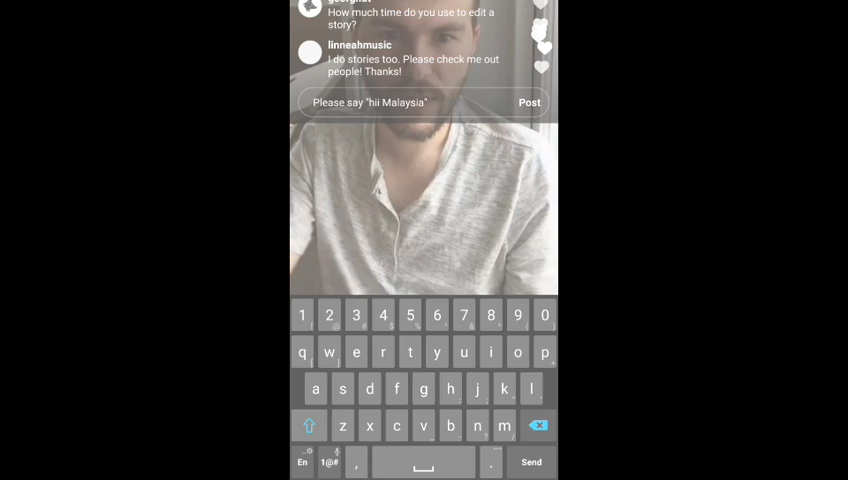 How much time do you use to edit a
story?
linneahmusic
I do stories too. Please check me out
people! Thanks!
Please say "hii Malaysia"
Post
1 2 3 4 5 6 7 8 9 0
q w e r t y u i o p
a s d f g h j k l
z x c v b n m
En 1@# , . Send